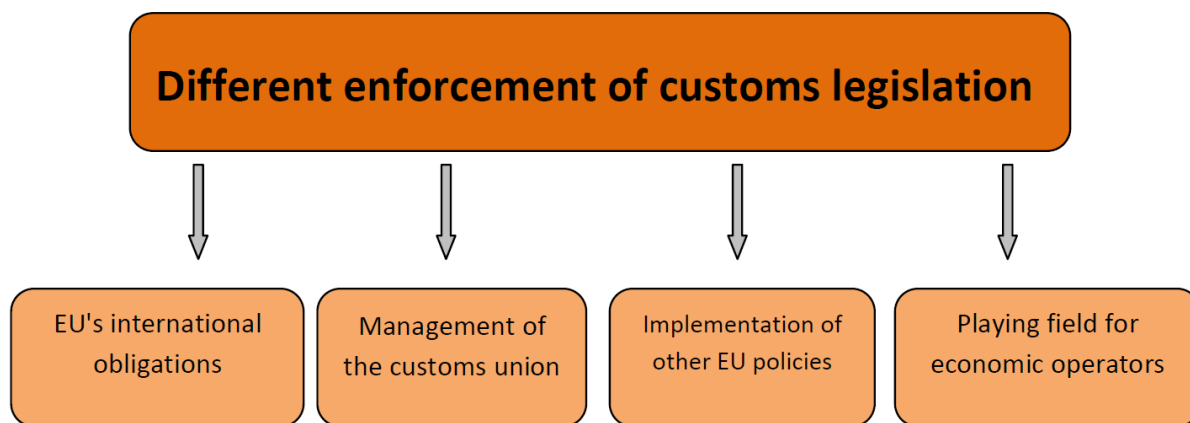 Different enforcement of customs legislation
EU's international
obligations
Management of
the customs union
Implementation of
other EU policies
Playing field for
economic operators